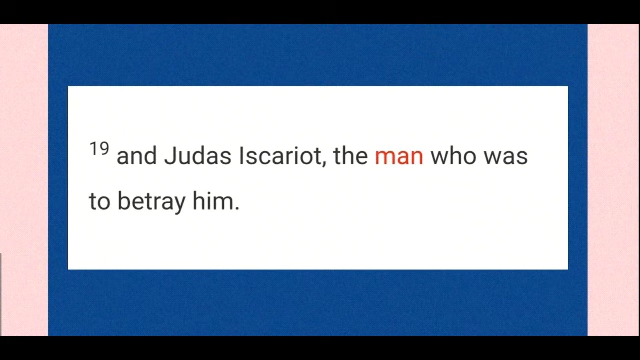 19 and Judas Iscariot, the man who was
to betray him.